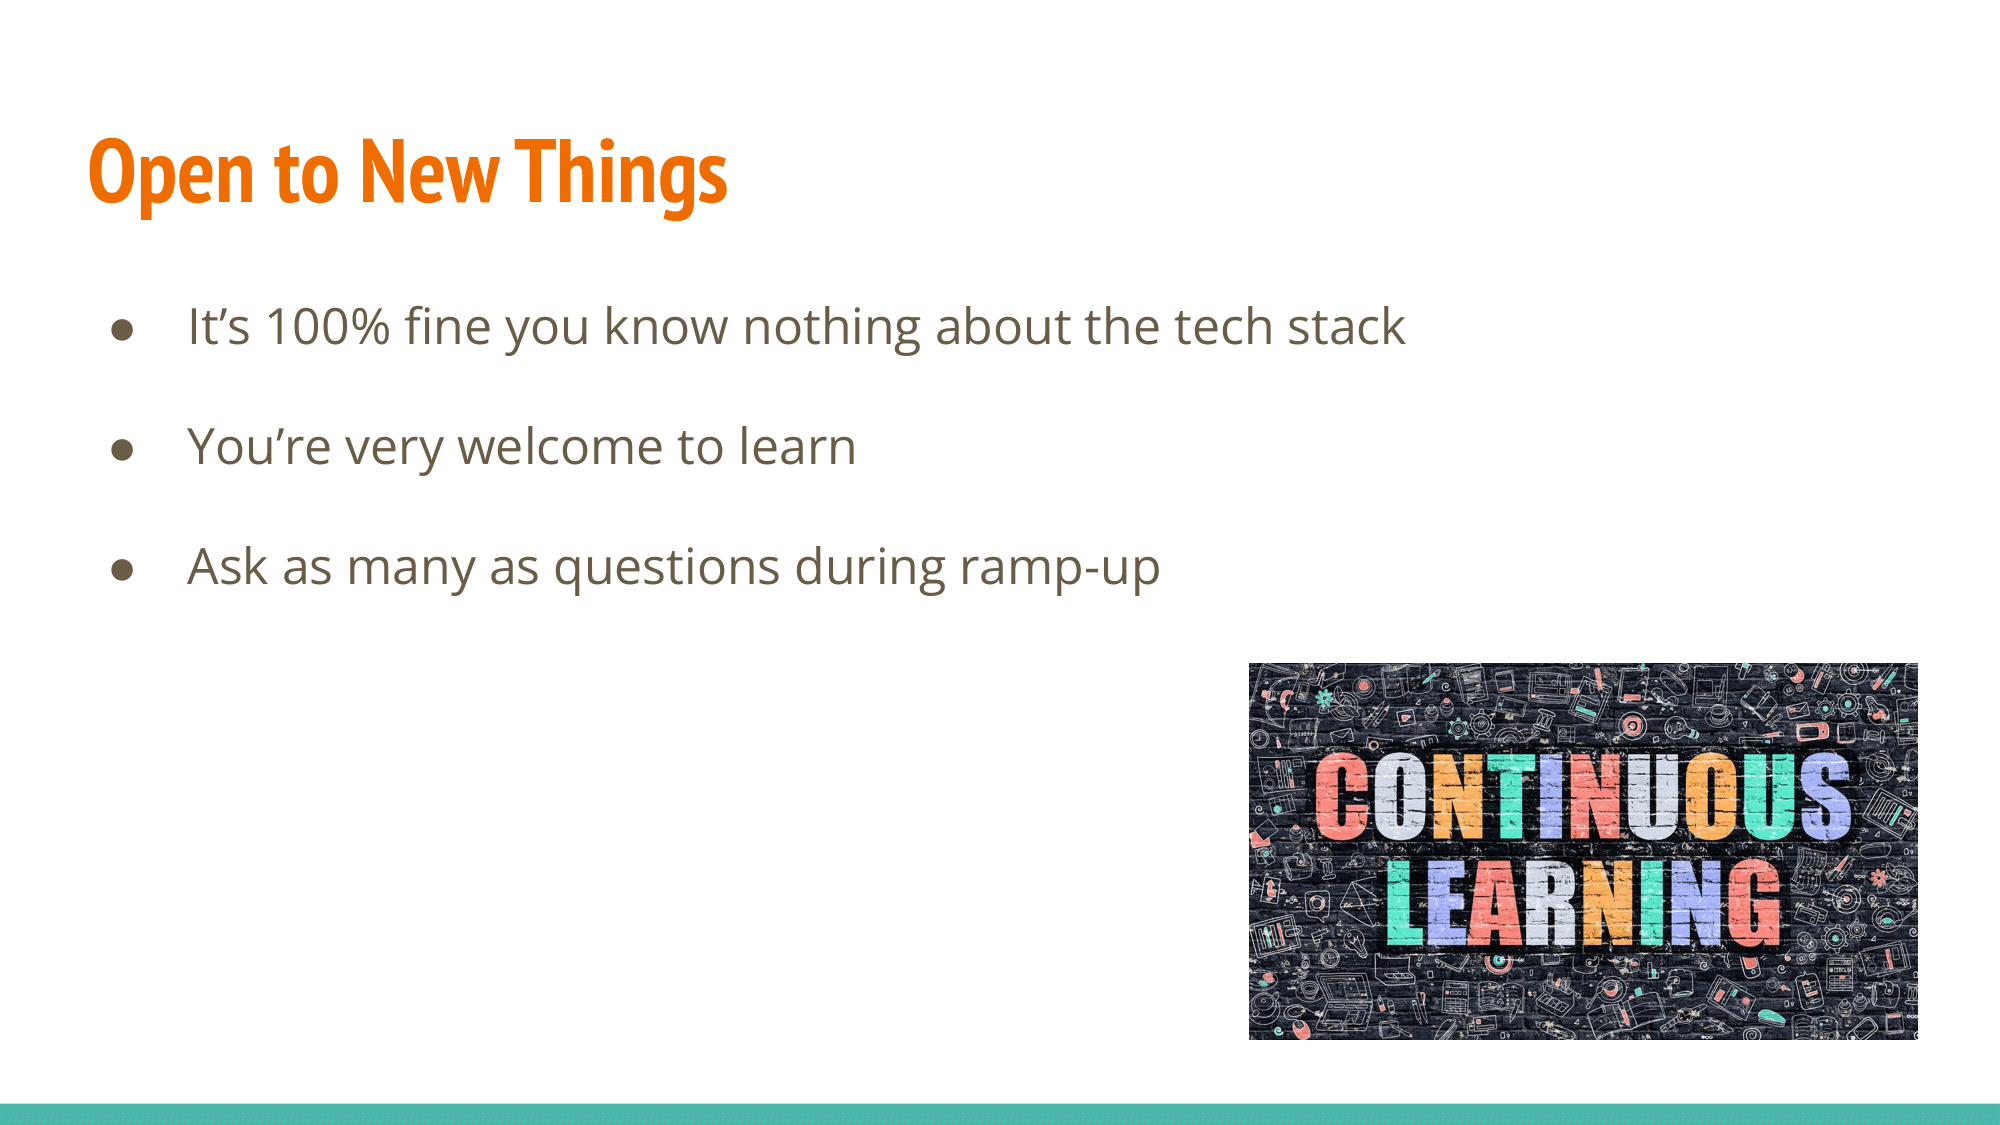 Open to New Things
● It’s 100% fine you know nothing about the tech stack
● You’re very welcome to learn
● Ask as many as questions during ramp-up
CONTINUOUS
LEARNING